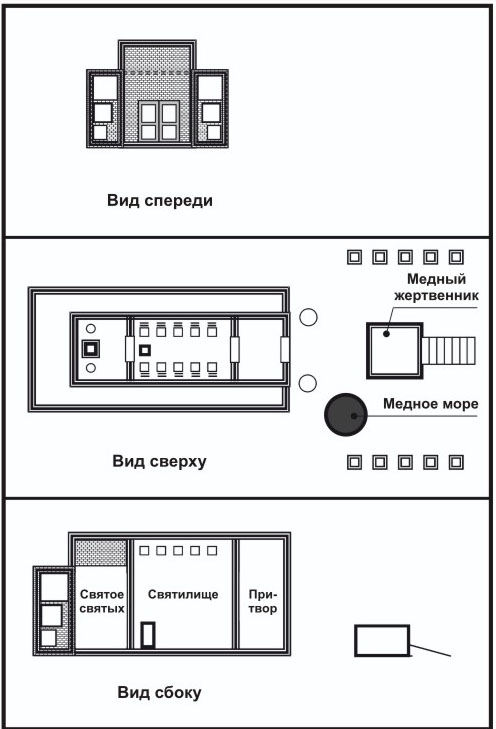 Вид спереди
Медный
жертвенник
Медное море
Вид сверху
Святое
святых
Святилище
При-
твор
Вид сбоку